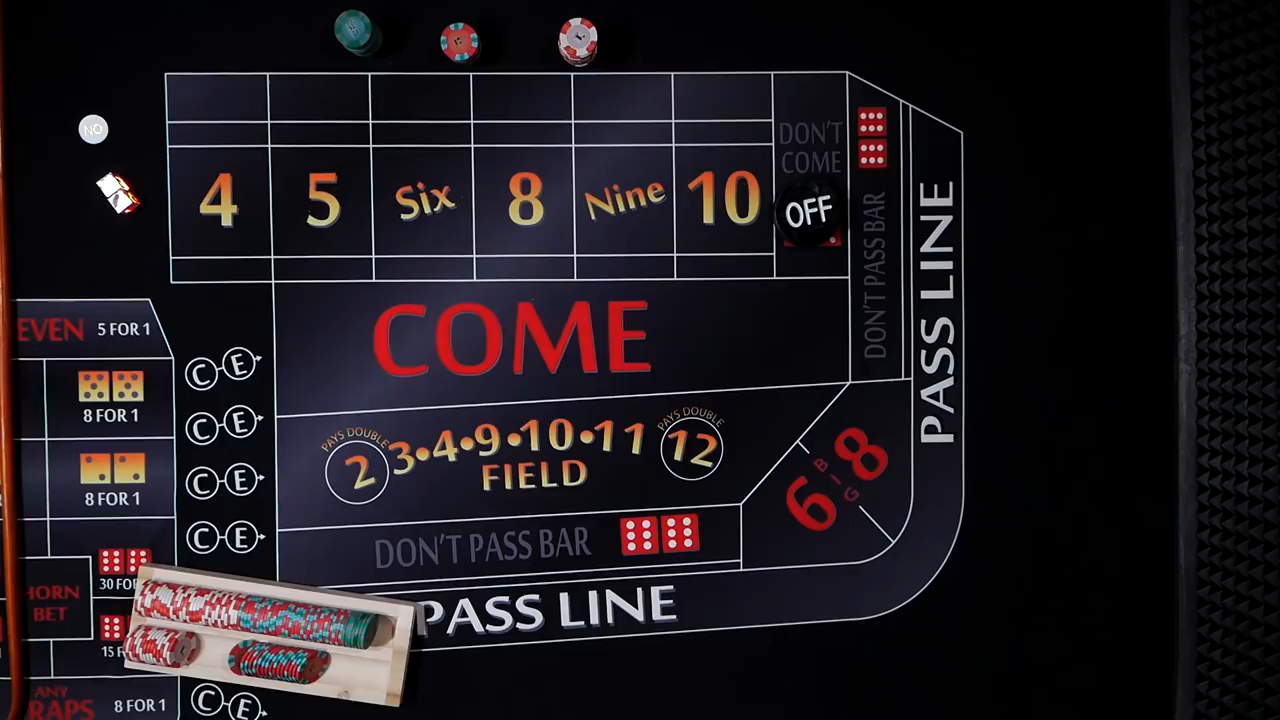 NO
4 5 Six 8 Nine 10
DON'T
COME
OFF
DON'T PASS BAR
PASS LINE
COME
EVEN 5 FOR 1
8 FOR 1
8 FOR 1
C E
C E
C E
C E
PAYS DOUBLE
2
3•4•9•10•11
PAYS DOUBLE
12
FIELD
6 8
BIG
DON'T PASS BAR
PASS LINE
30 FO
HORN
BET
15 F
ANY
RAPS 8 FOR 1
C E